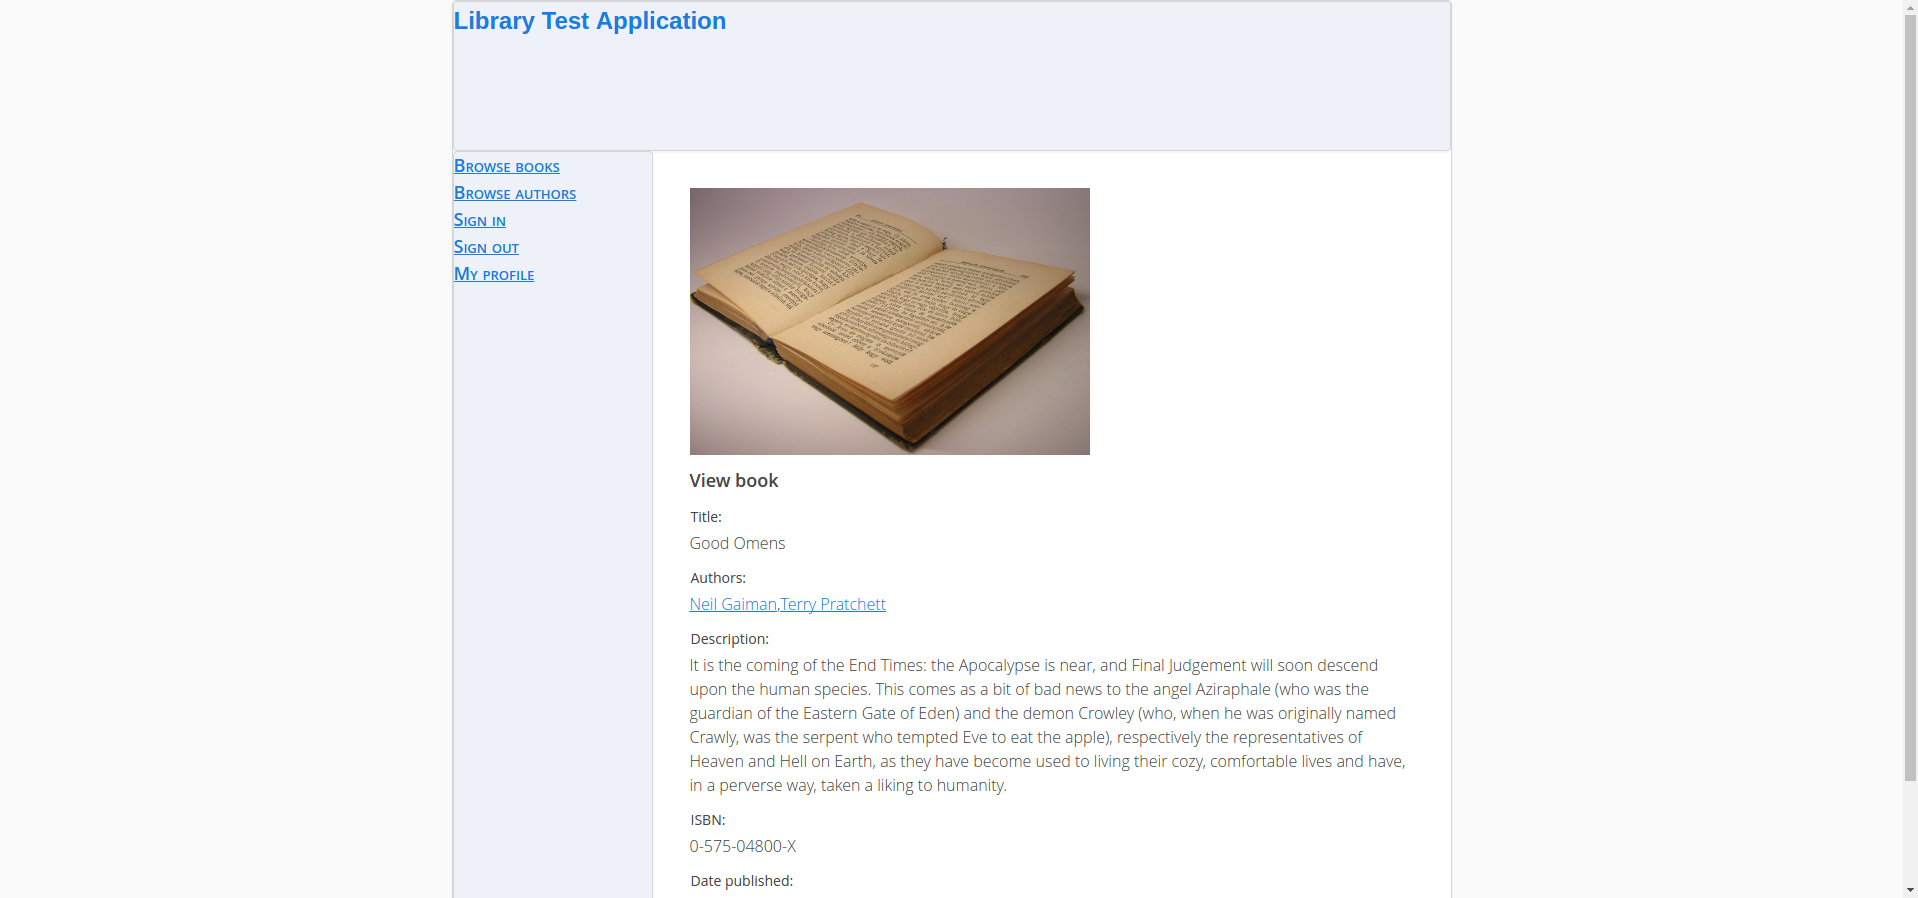 Library Test Application
Browse books
Browse authors
Sign in
Sign out
My profile
View book
Title:
Good Omens
Authors:
Neil Gaiman,Terry Pratchett
Description:
It is the coming of the End Times: the Apocalypse is near, and Final Judgement will soon descend
upon the human species. This comes as a bit of bad news to the angel Aziraphale (who was the
guardian of the Eastern Gate of Eden) and the demon Crowley (who, when he was originally named
Crawly, was the serpent who tempted Eve to eat the apple), respectively the representatives of
Heaven and Hell on Earth, as they have become used to living their cozy, comfortable lives and have,
in a perverse way, taken a liking to humanity.
ISBN:
0-575-04800-X
Date published: